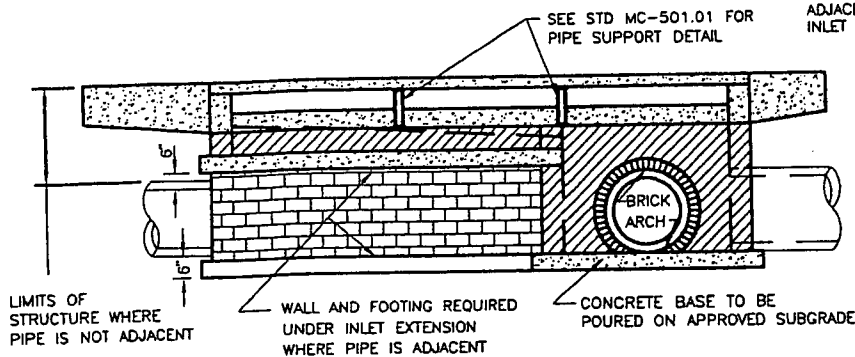 SEE STD MC-501.01 FOR
PIPE SUPPORT DETAIL
INLET
6"
BRICK
ARCH
6"
LIMITS OF
STRUCTURE WHERE
PIPE IS NOT ADJACENT
WALL AND FOOTING REQUIRED
UNDER INLET EXTENSION
WHERE PIPE IS ADJACENT
CONCRETE BASE TO BE
POURED ON APPROVED SUBGRADE